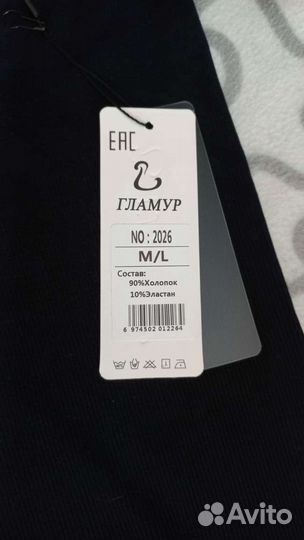 EAC
ГЛАМУР
NO : 2026
M/L
Состав:
90%Холопок
10%Эластан
6 974502 012264
Avito